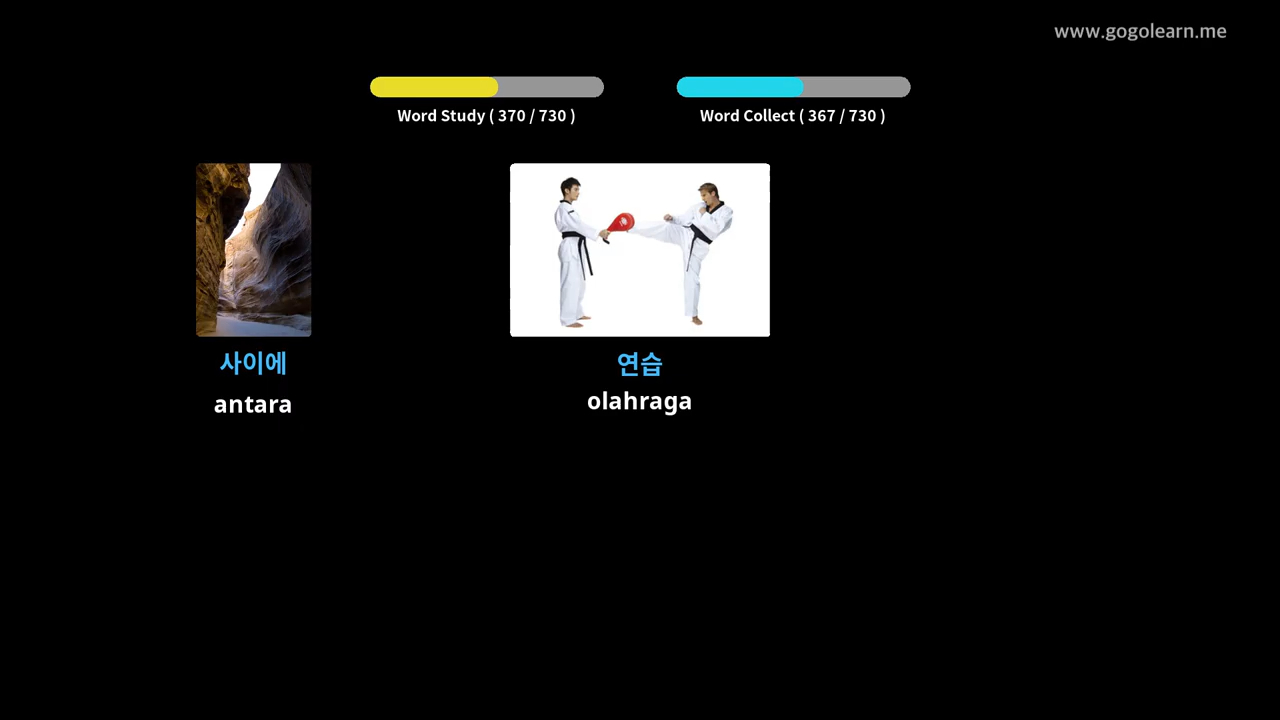 www.gogolearn.me
Word Study ( 370 / 730 )
Word Collect ( 367 / 730 )
사이에
antara
연습
olahraga